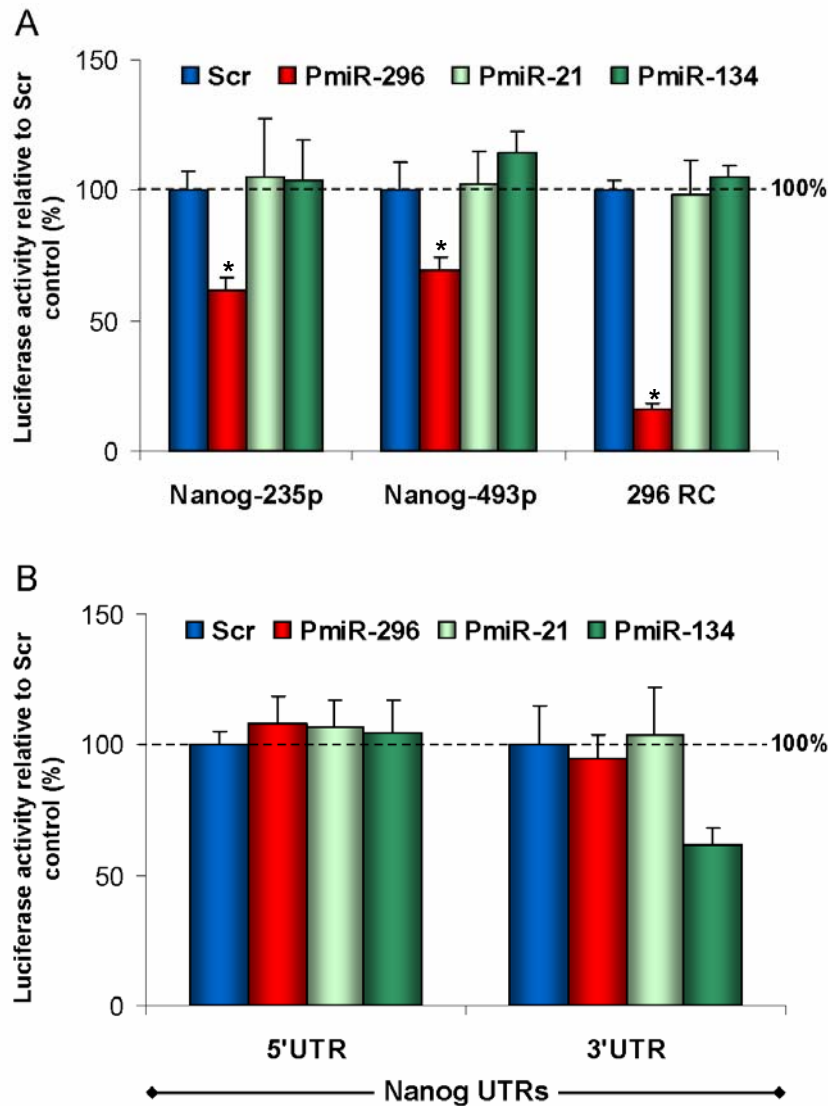 A
Luciferase activity relative to Scr
control (%)
150
100
50
0
Scr PmiR-296 PmiR-21 PmiR-134
100%
*
*
*
Nanog-235p Nanog-493p 296 RC
B
Luciferase activity relative to Scr
control (%)
150
100
50
0
Scr PmiR-296 PmiR-21 PmiR-134
100%
5'UTR 3'UTR
Nanog UTRs